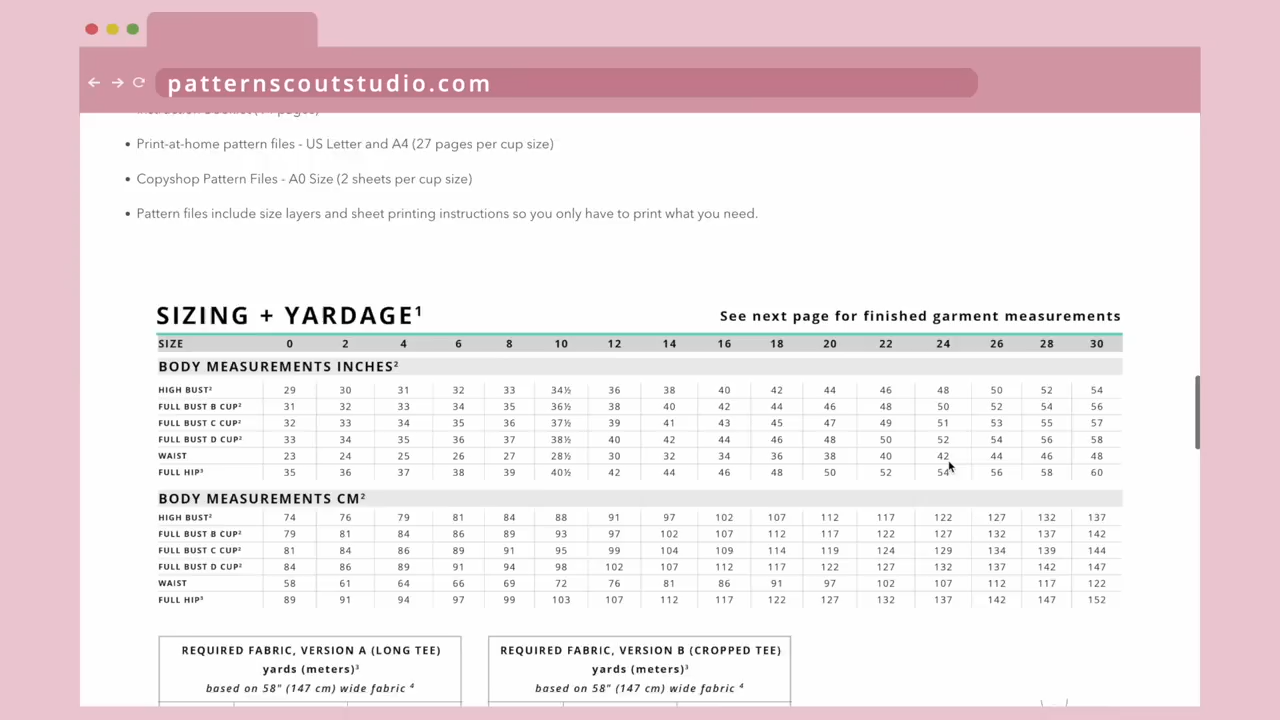 patternscoutstudio.com
• Print-at-home pattern files - US Letter and A4 (27 pages per cup size)
• Copyshop Pattern Files - A0 Size (2 sheets per cup size)
• Pattern files include size layers and sheet printing instructions so you only have to print what you need.
SIZING + YARDAGE¹ See next page for finished garment measurements
SIZE 0 2 4 6 8 10 12 14 16 18 20 22 24 26 28 30
BODY MEASUREMENTS INCHES²
HIGH BUST² 29 30 31 32 33 34½ 36 38 40 42 44 46 48 50 52 54
FULL BUST B CUP² 31 32 33 34 35 36½ 38 40 42 44 46 48 50 52 54 56
FULL BUST C CUP² 32 33 34 35 36 37½ 39 41 43 45 47 49 51 53 55 57
FULL BUST D CUP² 33 34 35 36 37 38½ 40 42 44 46 48 50 52 54 56 58
WAIST 23 24 25 26 27 28½ 30 32 34 36 38 40 42 44 46 48
FULL HIP³ 35 36 37 38 39 40½ 42 44 46 48 50 52 54 56 58 60
BODY MEASUREMENTS CM²
HIGH BUST² 74 76 79 81 84 88 91 97 102 107 112 117 122 127 132 137
FULL BUST B CUP² 79 81 84 86 89 93 97 102 107 112 117 122 127 132 137 142
FULL BUST C CUP² 81 84 86 89 91 95 99 104 109 114 119 124 129 134 139 144
FULL BUST D CUP² 84 86 89 91 94 98 102 107 112 117 122 127 132 137 142 147
WAIST 58 61 64 66 69 72 76 81 86 91 97 102 107 112 117 122
FULL HIP³ 89 91 94 97 99 103 107 112 117 122 127 132 137 142 147 152
REQUIRED FABRIC, VERSION A (LONG TEE)
yards (meters)³
based on 58" (147 cm) wide fabric ⁴
REQUIRED FABRIC, VERSION B (CROPPED TEE)
yards (meters)³
based on 58" (147 cm) wide fabric ⁴